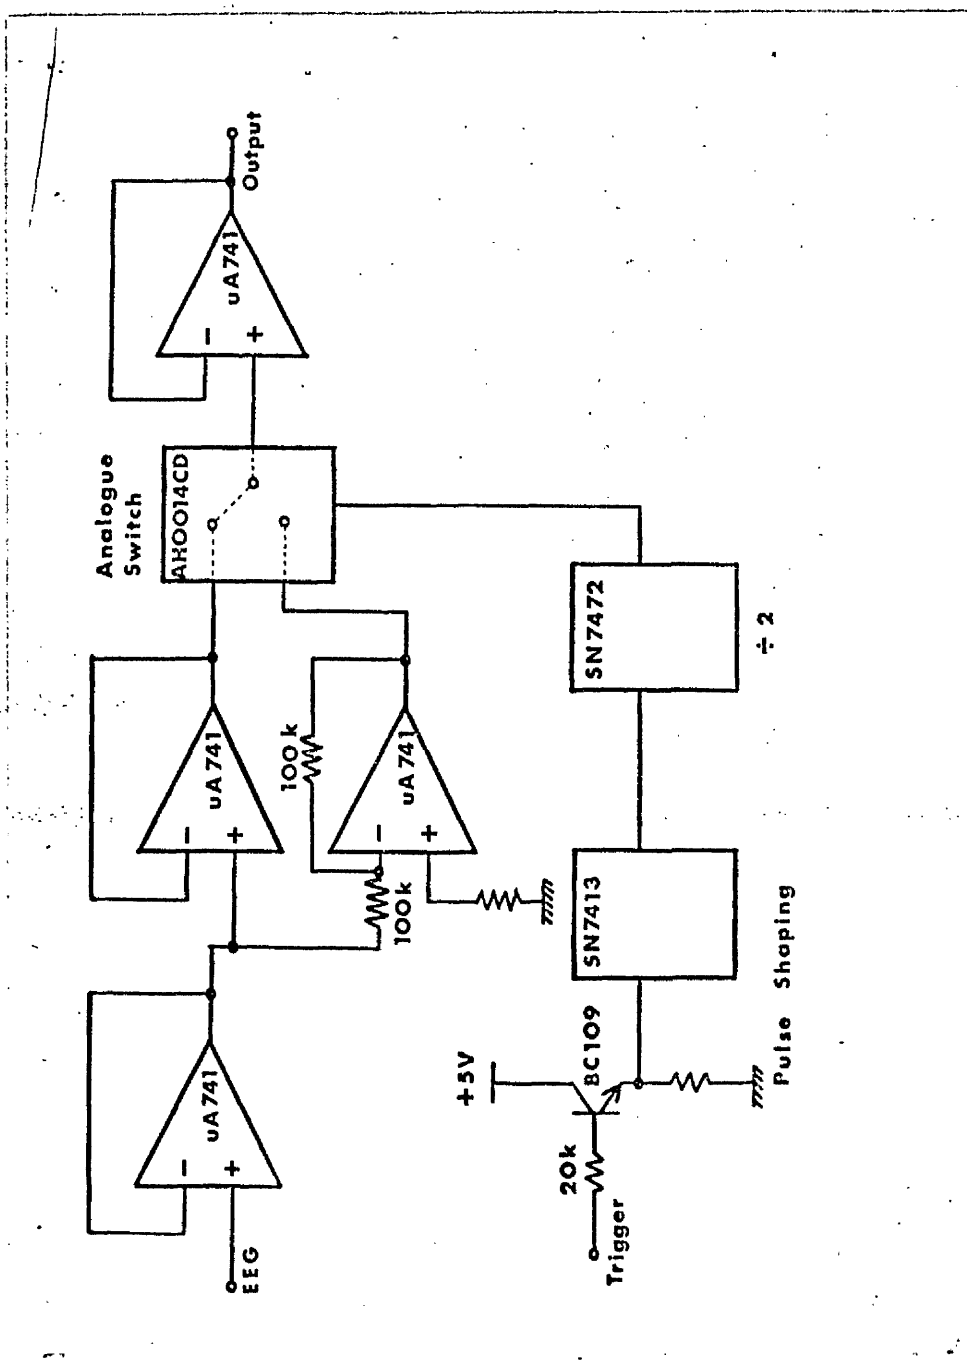 Analogue
Switch
AH0014CD
uA741
Output
uA741
100k
uA741
100k
uA741
EEG
+5V
BC109
20k
Trigger
SN7413
SN7472
÷ 2
Pulse Shaping